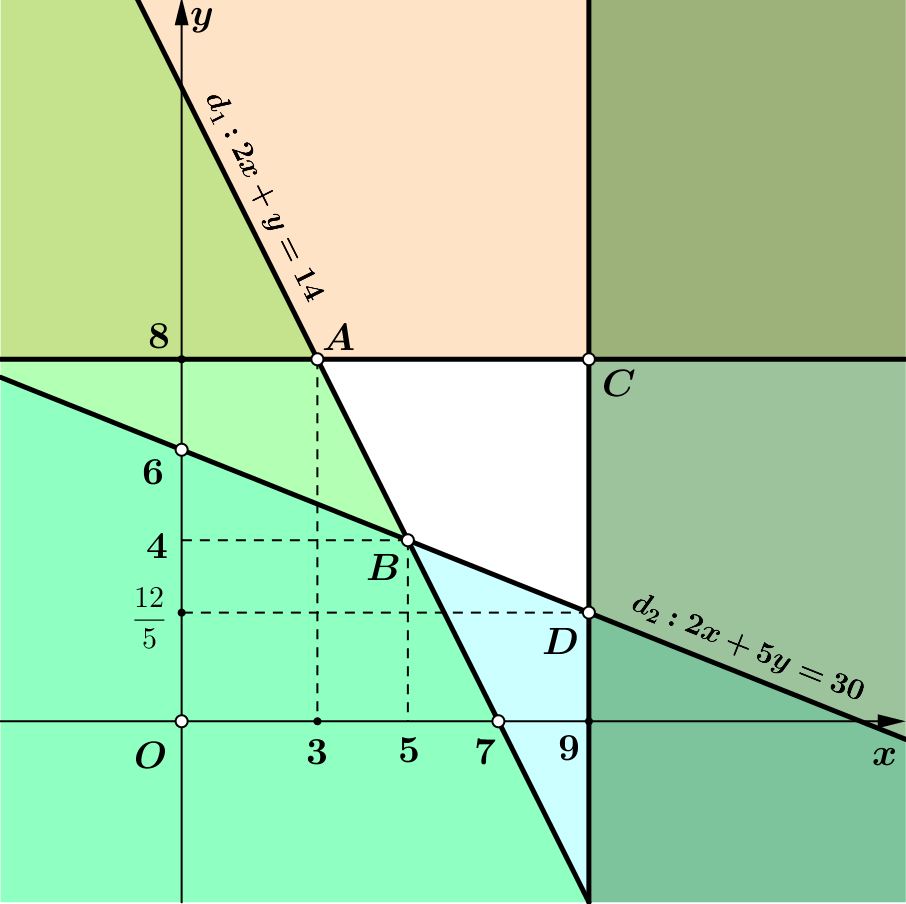 y
d₁ : 2x + y = 14
8
A
C
6
4
B
12/5
D
d₂ : 2x + 5y = 30
O
3
5
7
9
x